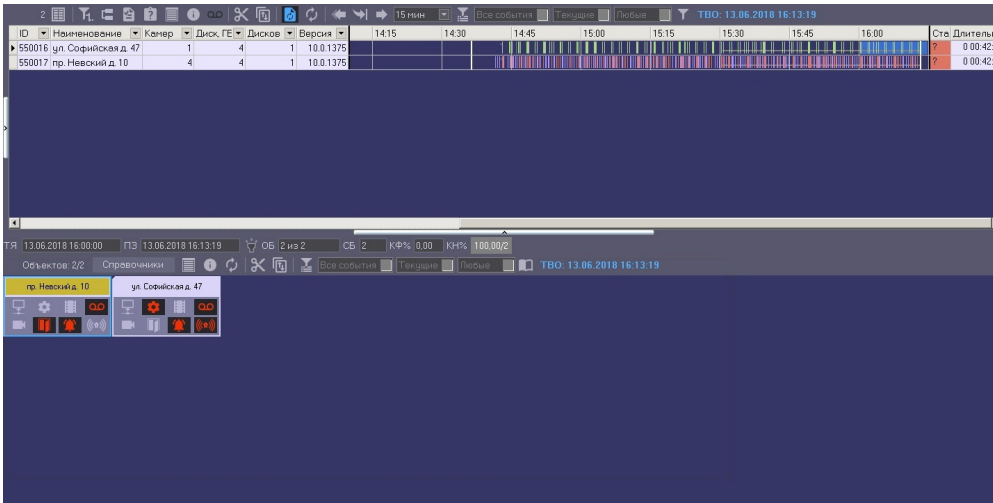 2 15 мин Все события Текущие Любые ТВО: 13.06.2018 16:13:19
ID Наименование Камер Диск, ГБ Дисков Версия 14:15 14:30 14:45 15:00 15:15 15:30 15:45 16:00 Ста Длительн
550016 ул. Софийская д. 47 1 4 1 10.0.1375 ? 0 00:42:
550017 пр. Невский д. 10 4 4 1 10.0.1375 ? 0 00:42:
ТЯ 13.06.2018 16:00:00 ПЗ 13.06.2018 16:13:19 ОБ 2 из 2 СБ 2 КФ% 0,00 КН% 100,00/2
Объектов: 2/2 Справочники Все события Текущие Любые ТВО: 13.06.2018 16:13:19
пр. Невский д. 10 ул. Софийская д. 47